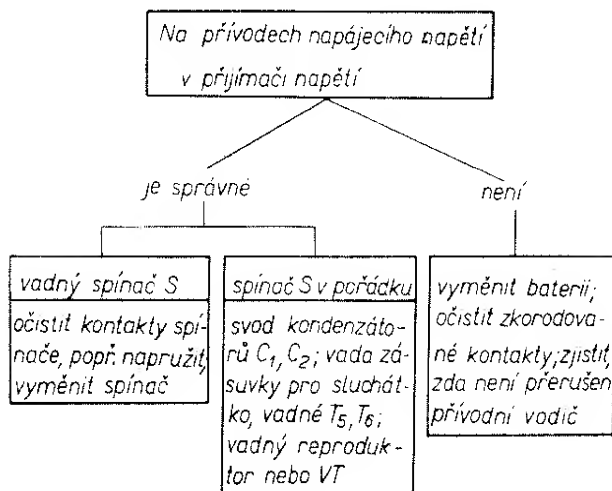 Na přívodech napájecího napětí
v přijímači napětí
je správné
není
vadný spínač S
očistit kontakty spí-
nače, popř. napružit,
vyměnit spínač
spínač S v pořádku
svod kondenzáto-
rů C₁, C₂; vada zá-
suvky pro sluchát-
ko, vadné T₅, T₆;
vadný reproduk-
tor nebo VT
vyměnit baterii;
očistit zkorodova-
né kontakty; zjistit,
zda není přerušen
přívodní vodič